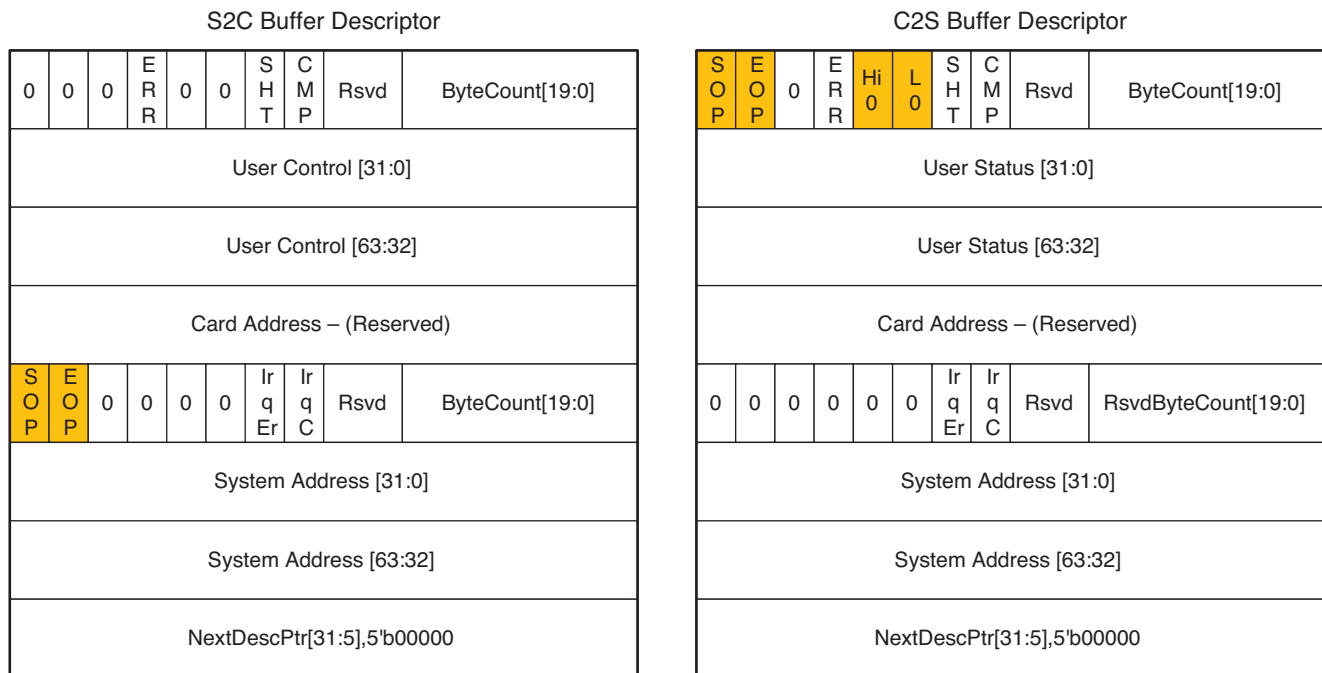 S2C Buffer Descriptor
0 0 0 ERR 0 0 SHT CMP Rsvd ByteCount[19:0]
User Control [31:0]
User Control [63:32]
Card Address – (Reserved)
SOP EOP 0 0 0 0 IrqEr IrqC Rsvd ByteCount[19:0]
System Address [31:0]
System Address [63:32]
NextDescPtr[31:5],5'b00000
C2S Buffer Descriptor
SOP EOP 0 ERR Hi 0 L 0 SHT CMP Rsvd ByteCount[19:0]
User Status [31:0]
User Status [63:32]
Card Address – (Reserved)
0 0 0 0 0 0 IrqEr IrqC Rsvd RsvdByteCount[19:0]
System Address [31:0]
System Address [63:32]
NextDescPtr[31:5],5'b00000